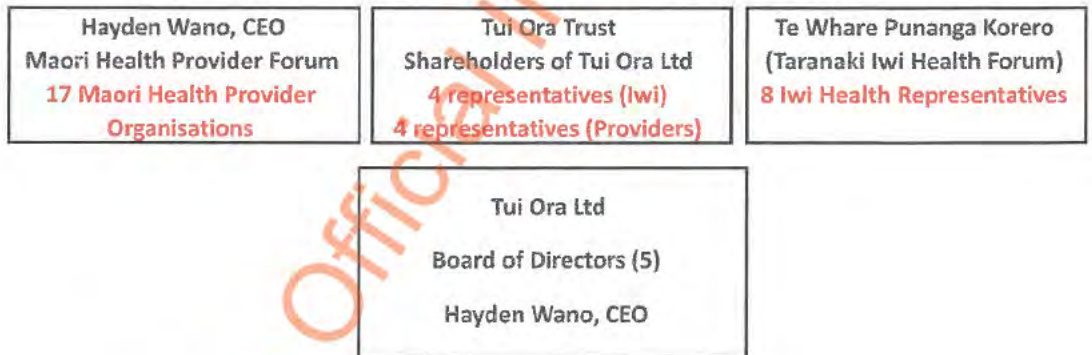 Hayden Wano, CEO
Maori Health Provider Forum
17 Maori Health Provider
Organisations
Tui Ora Trust
Shareholders of Tui Ora Ltd
4 representatives (Iwi)
4 representatives (Providers)
Te Whare Punanga Korero
(Taranaki Iwi Health Forum)
8 Iwi Health Representatives
Tui Ora Ltd
Board of Directors (5)
Hayden Wano, CEO
Official